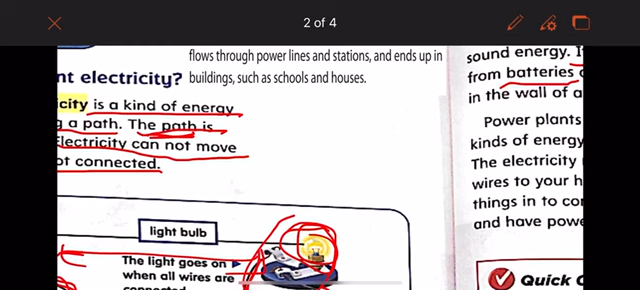 2 of 4
flows through power lines and stations, and ends up in
buildings, such as schools and houses.
nt electricity?
icity is a kind of energy
g a path. The path is
Electricity can not move
ot connected.
light bulb
The light goes on
when all wires are
connected
sound energy. I
from batteries
in the wall of a
Power plants
kinds of energy
The electricity
wires to your h
things in to co
and have powe
Quick